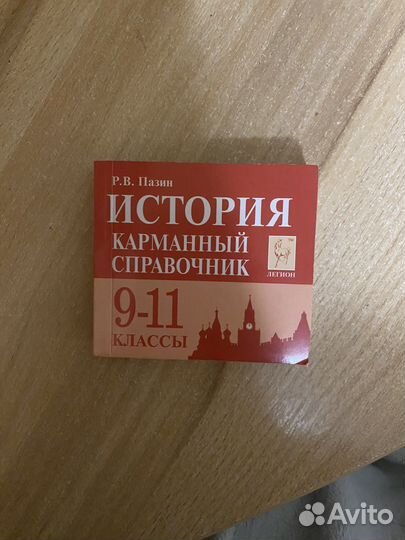 Р.В. Пазин
ИСТОРИЯ
КАРМАННЫЙ
СПРАВОЧНИК
ЛЕГИОН
9-11
КЛАССЫ
Avito